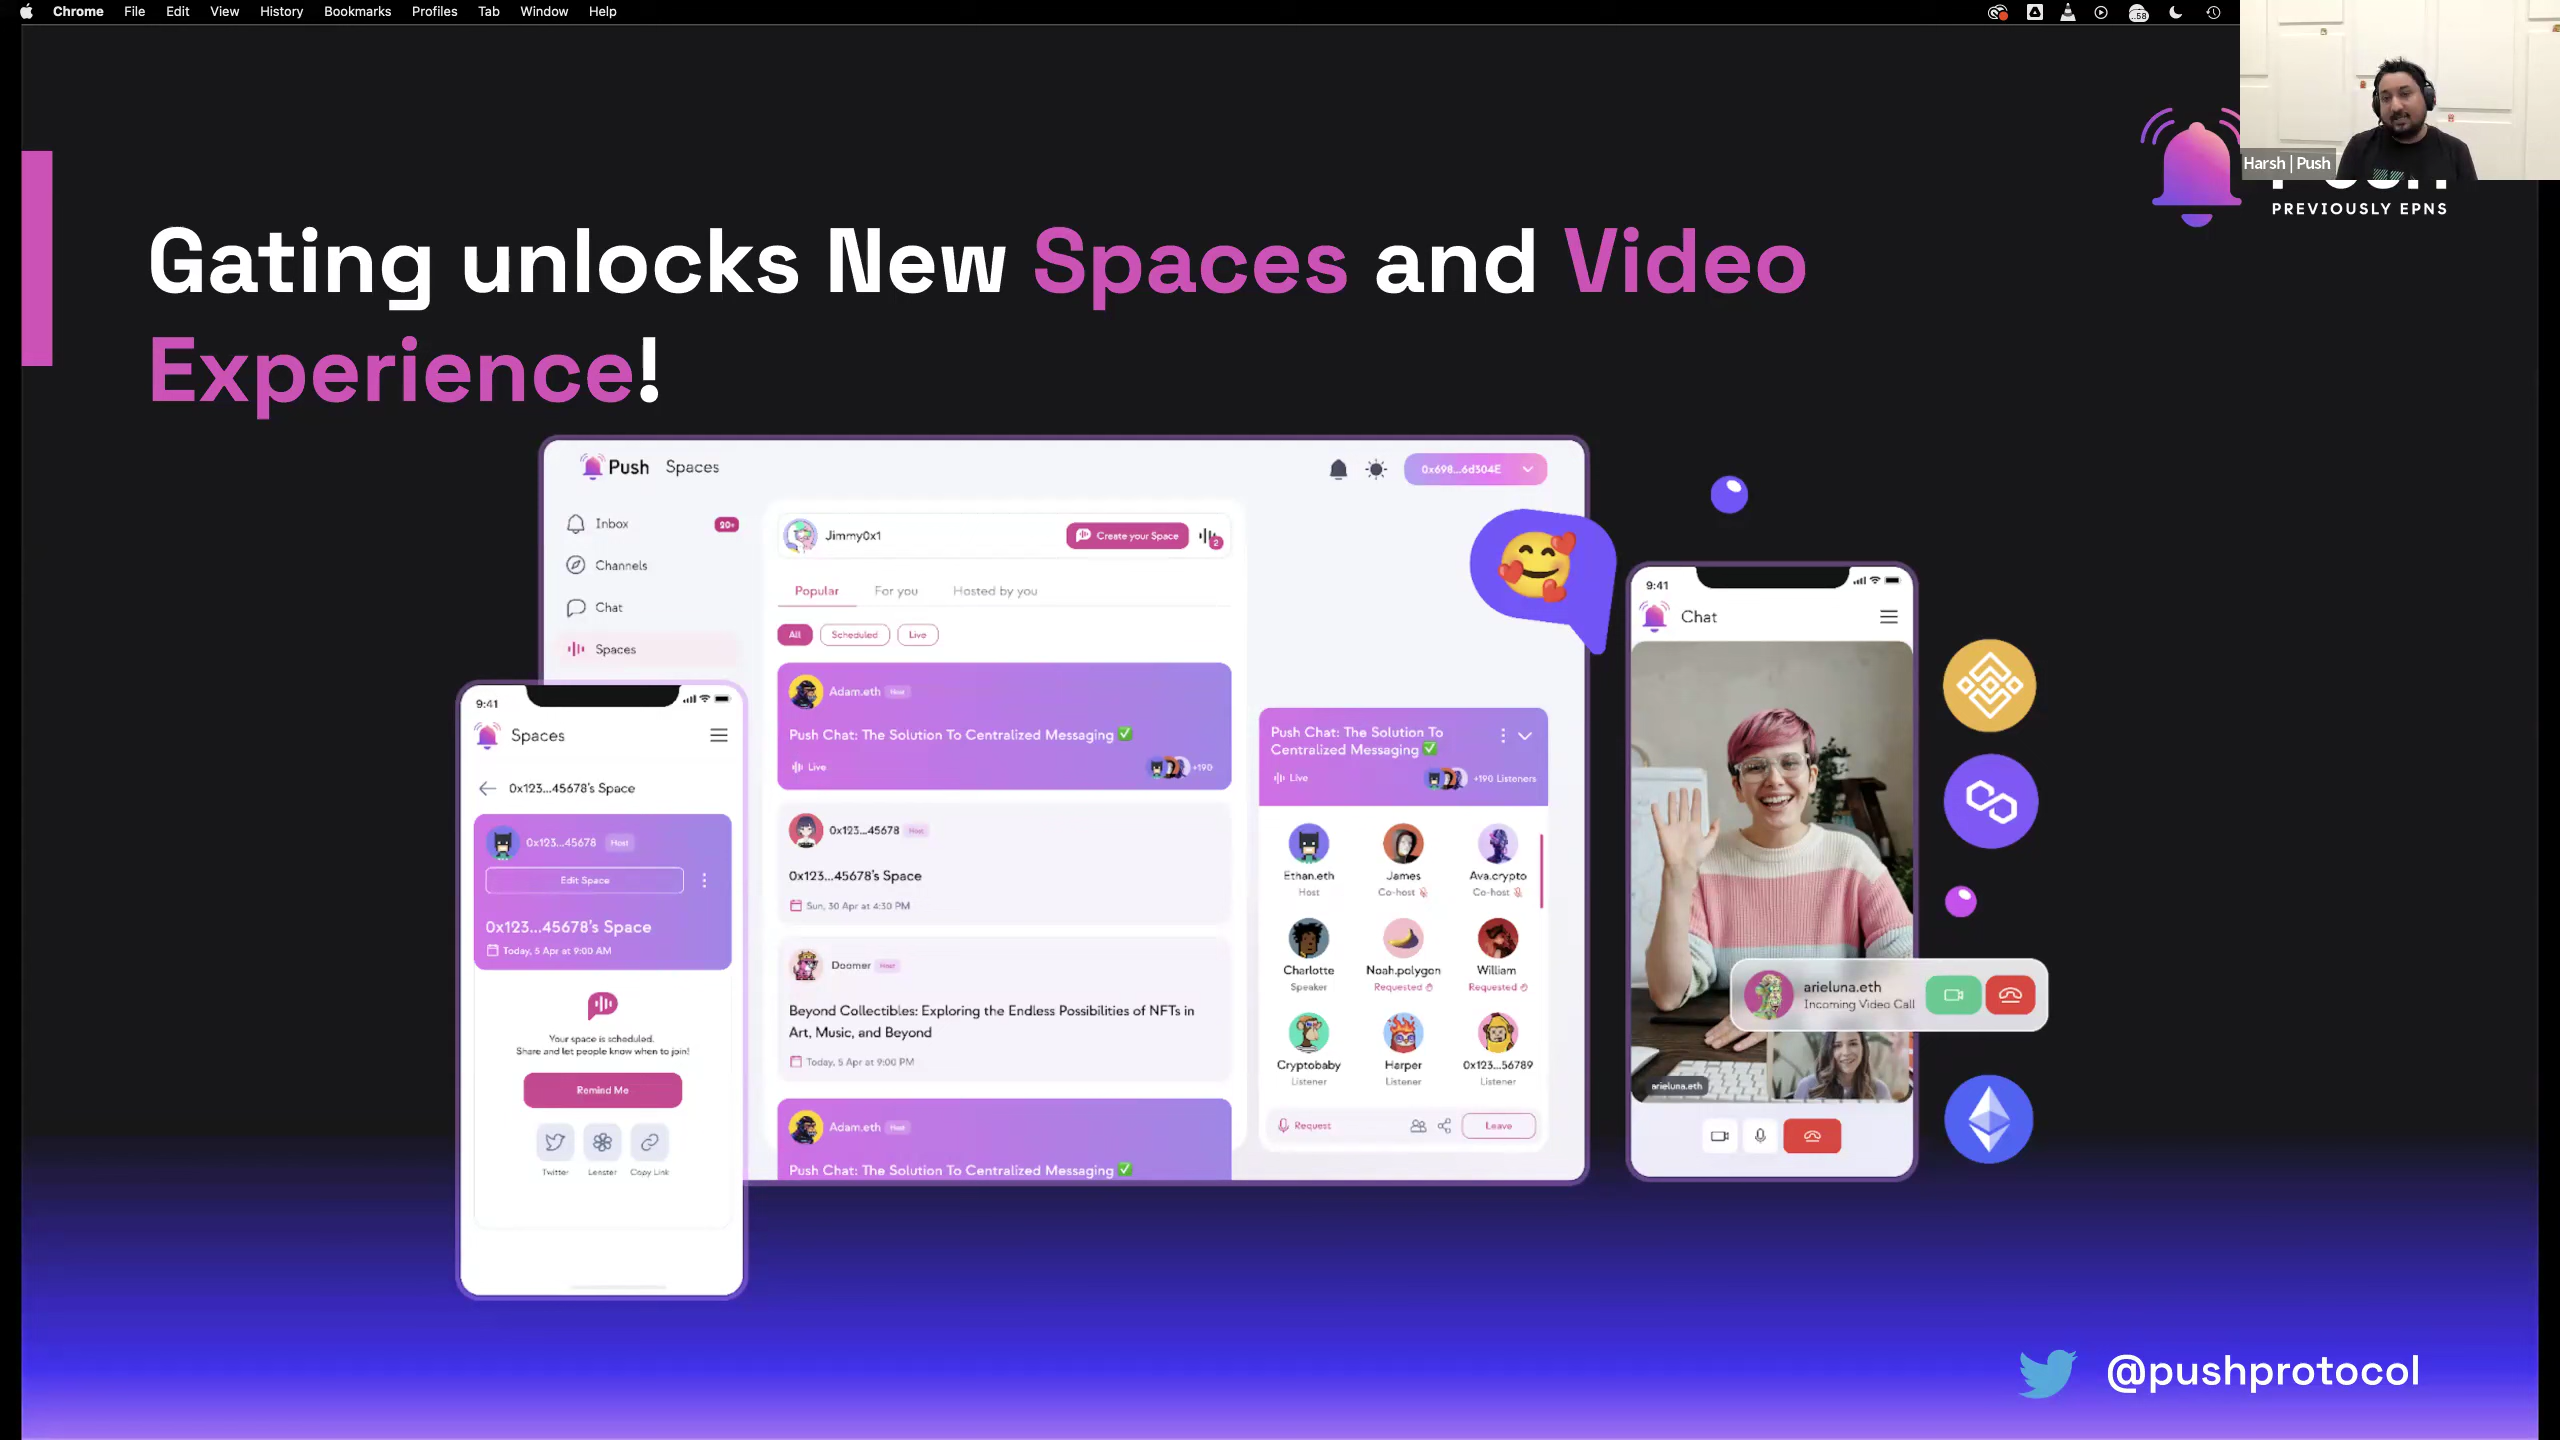 Chrome File Edit View History Bookmarks Profiles Tab Window Help
58
Harsh | Push
PREVIOUSLY EPNS
Gating unlocks New Spaces and Video
Experience!
Push Spaces
0x698...6d504E
Inbox 20+
Channels
Chat
Spaces
Jimmy0x1
Create your Space
2
Popular For you Hosted by you
All Scheduled Live
Adam.eth Host
Push Chat: The Solution To Centralized Messaging ✅
Live
+190
0x123...45678 Host
0x123...45678's Space
Sun, 30 Apr at 4:30 PM
Doomer Host
Beyond Collectibles: Exploring the Endless Possibilities of NFTs in
Art, Music, and Beyond
Today, 5 Apr at 9:00 PM
Adam.eth Host
Push Chat: The Solution To Centralized Messaging ✅
Push Chat: The Solution To
Centralized Messaging ✅
Live
+190 Listeners
Ethan.eth James Ava.crypto
Host Co-host Co-host
Charlotte Noah.polygon William
Speaker Requested Requested
Cryptobaby Harper 0x123...56789
Listener Listener Listener
Request
Leave
9:41
Spaces
0x123...45678's Space
0x123...45678 Host
Edit Space
0x123...45678's Space
Today, 5 Apr at 9:00 AM
Your space is scheduled.
Share and let people know when to join!
Remind Me
Twitter Lenster Copy Link
9:41
Chat
arieluna.eth
Incoming Video Call
arieluna.eth
@pushprotocol